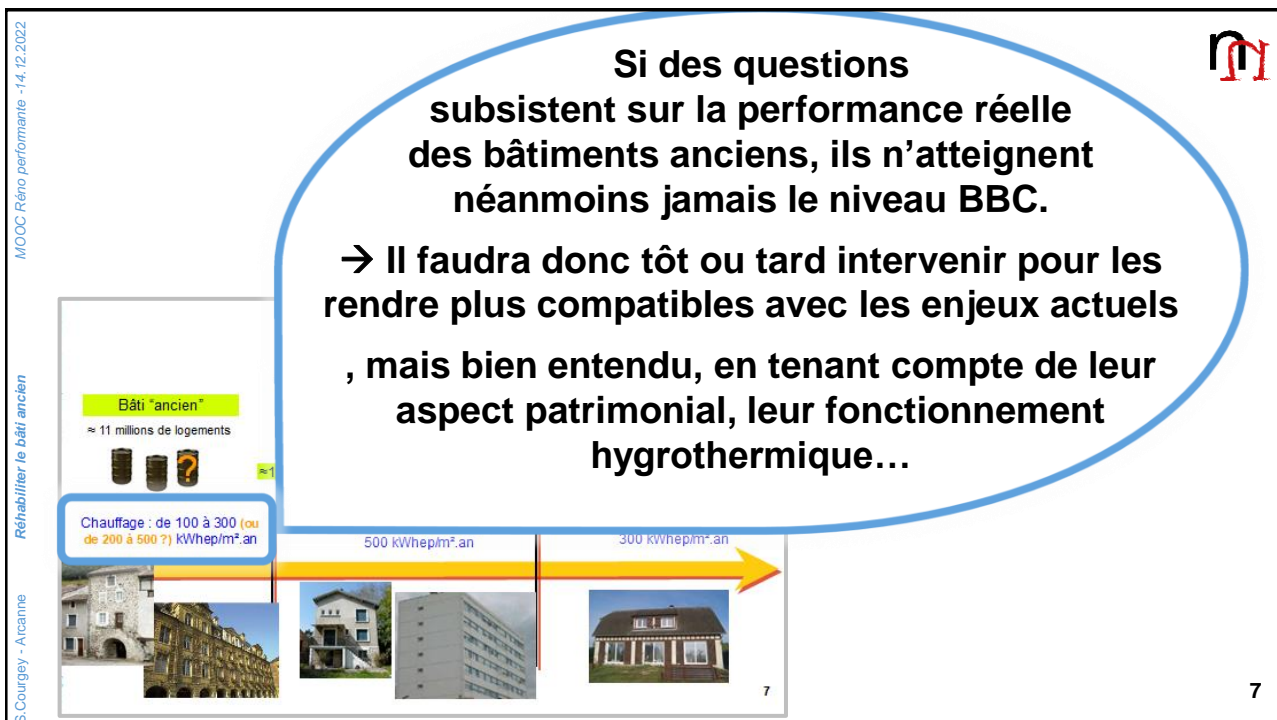 MOOC Réno performante -14.12.2022
Réhabiliter le bâti ancien
S.Courgey - Arcanne
Si des questions
subsistent sur la performance réelle
des bâtiments anciens, ils n’atteignent
néanmoins jamais le niveau BBC.
→ Il faudra donc tôt ou tard intervenir pour les
rendre plus compatibles avec les enjeux actuels
, mais bien entendu, en tenant compte de leur
aspect patrimonial, leur fonctionnement
hygrothermique…
Bâti “ancien”
≈ 11 millions de logements
?
≈1
Chauffage : de 100 à 300 (ou
de 200 à 500 ?) kWhep/m².an
500 kWhep/m².an
300 kWhep/m².an
7
7